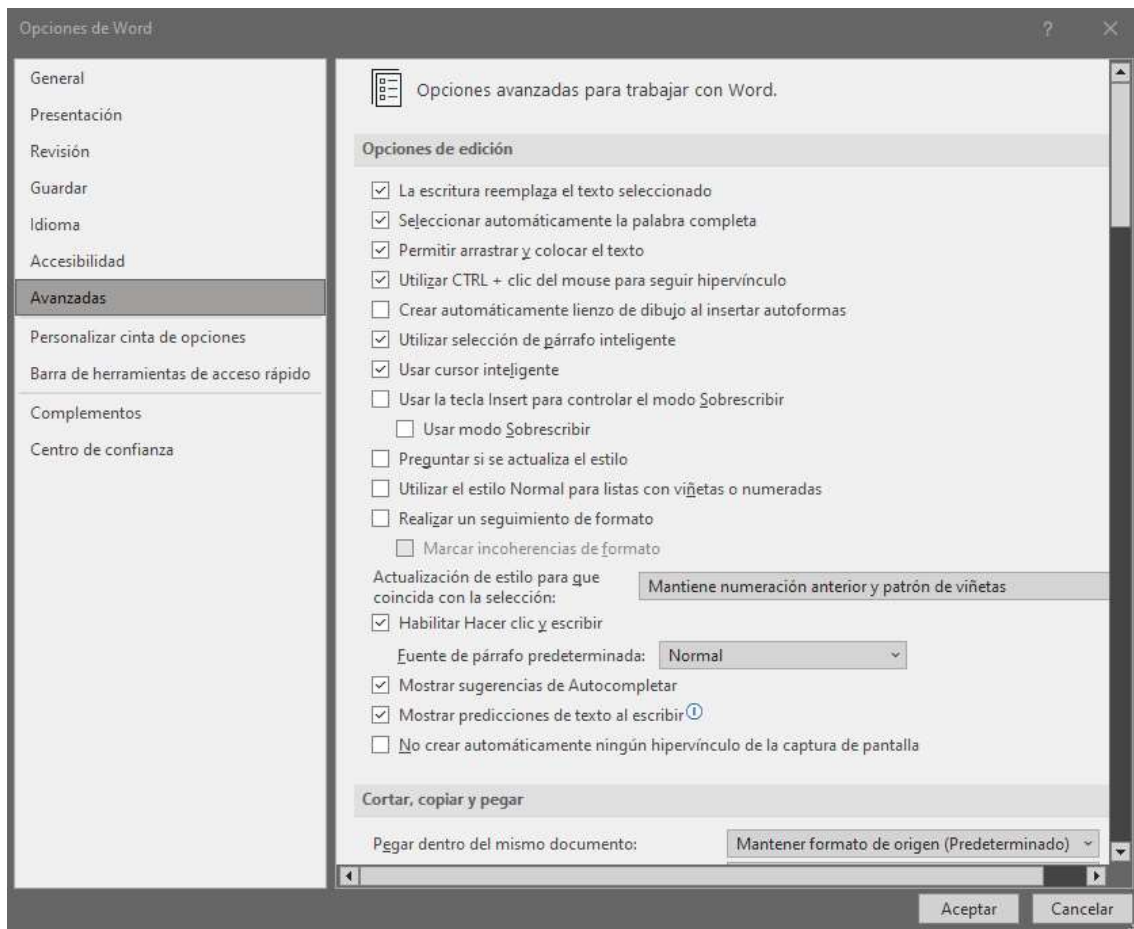 Opciones de Word
?
General
Presentación
Revisión
Guardar
Idioma
Accesibilidad
Avanzadas
Personalizar cinta de opciones
Barra de herramientas de acceso rápido
Complementos
Centro de confianza
Opciones avanzadas para trabajar con Word.
Opciones de edición
La escritura reemplaza el texto seleccionado
Seleccionar automáticamente la palabra completa
Permitir arrastrar y colocar el texto
Utilizar CTRL + clic del mouse para seguir hipervínculo
Crear automáticamente lienzo de dibujo al insertar autoformas
Utilizar selección de párrafo inteligente
Usar cursor inteligente
Usar la tecla Insert para controlar el modo Sobrescribir
Usar modo Sobrescribir
Preguntar si se actualiza el estilo
Utilizar el estilo Normal para listas con viñetas o numeradas
Realizar un seguimiento de formato
Marcar incoherencias de formato
Actualización de estilo para que
coincida con la selección:
Mantiene numeración anterior y patrón de viñetas
Habilitar Hacer clic y escribir
Fuente de párrafo predeterminada: Normal
Mostrar sugerencias de Autocompletar
Mostrar predicciones de texto al escribir
No crear automáticamente ningún hipervínculo de la captura de pantalla
Cortar, copiar y pegar
Pegar dentro del mismo documento: Mantener formato de origen (Predeterminado)
Aceptar Cancelar